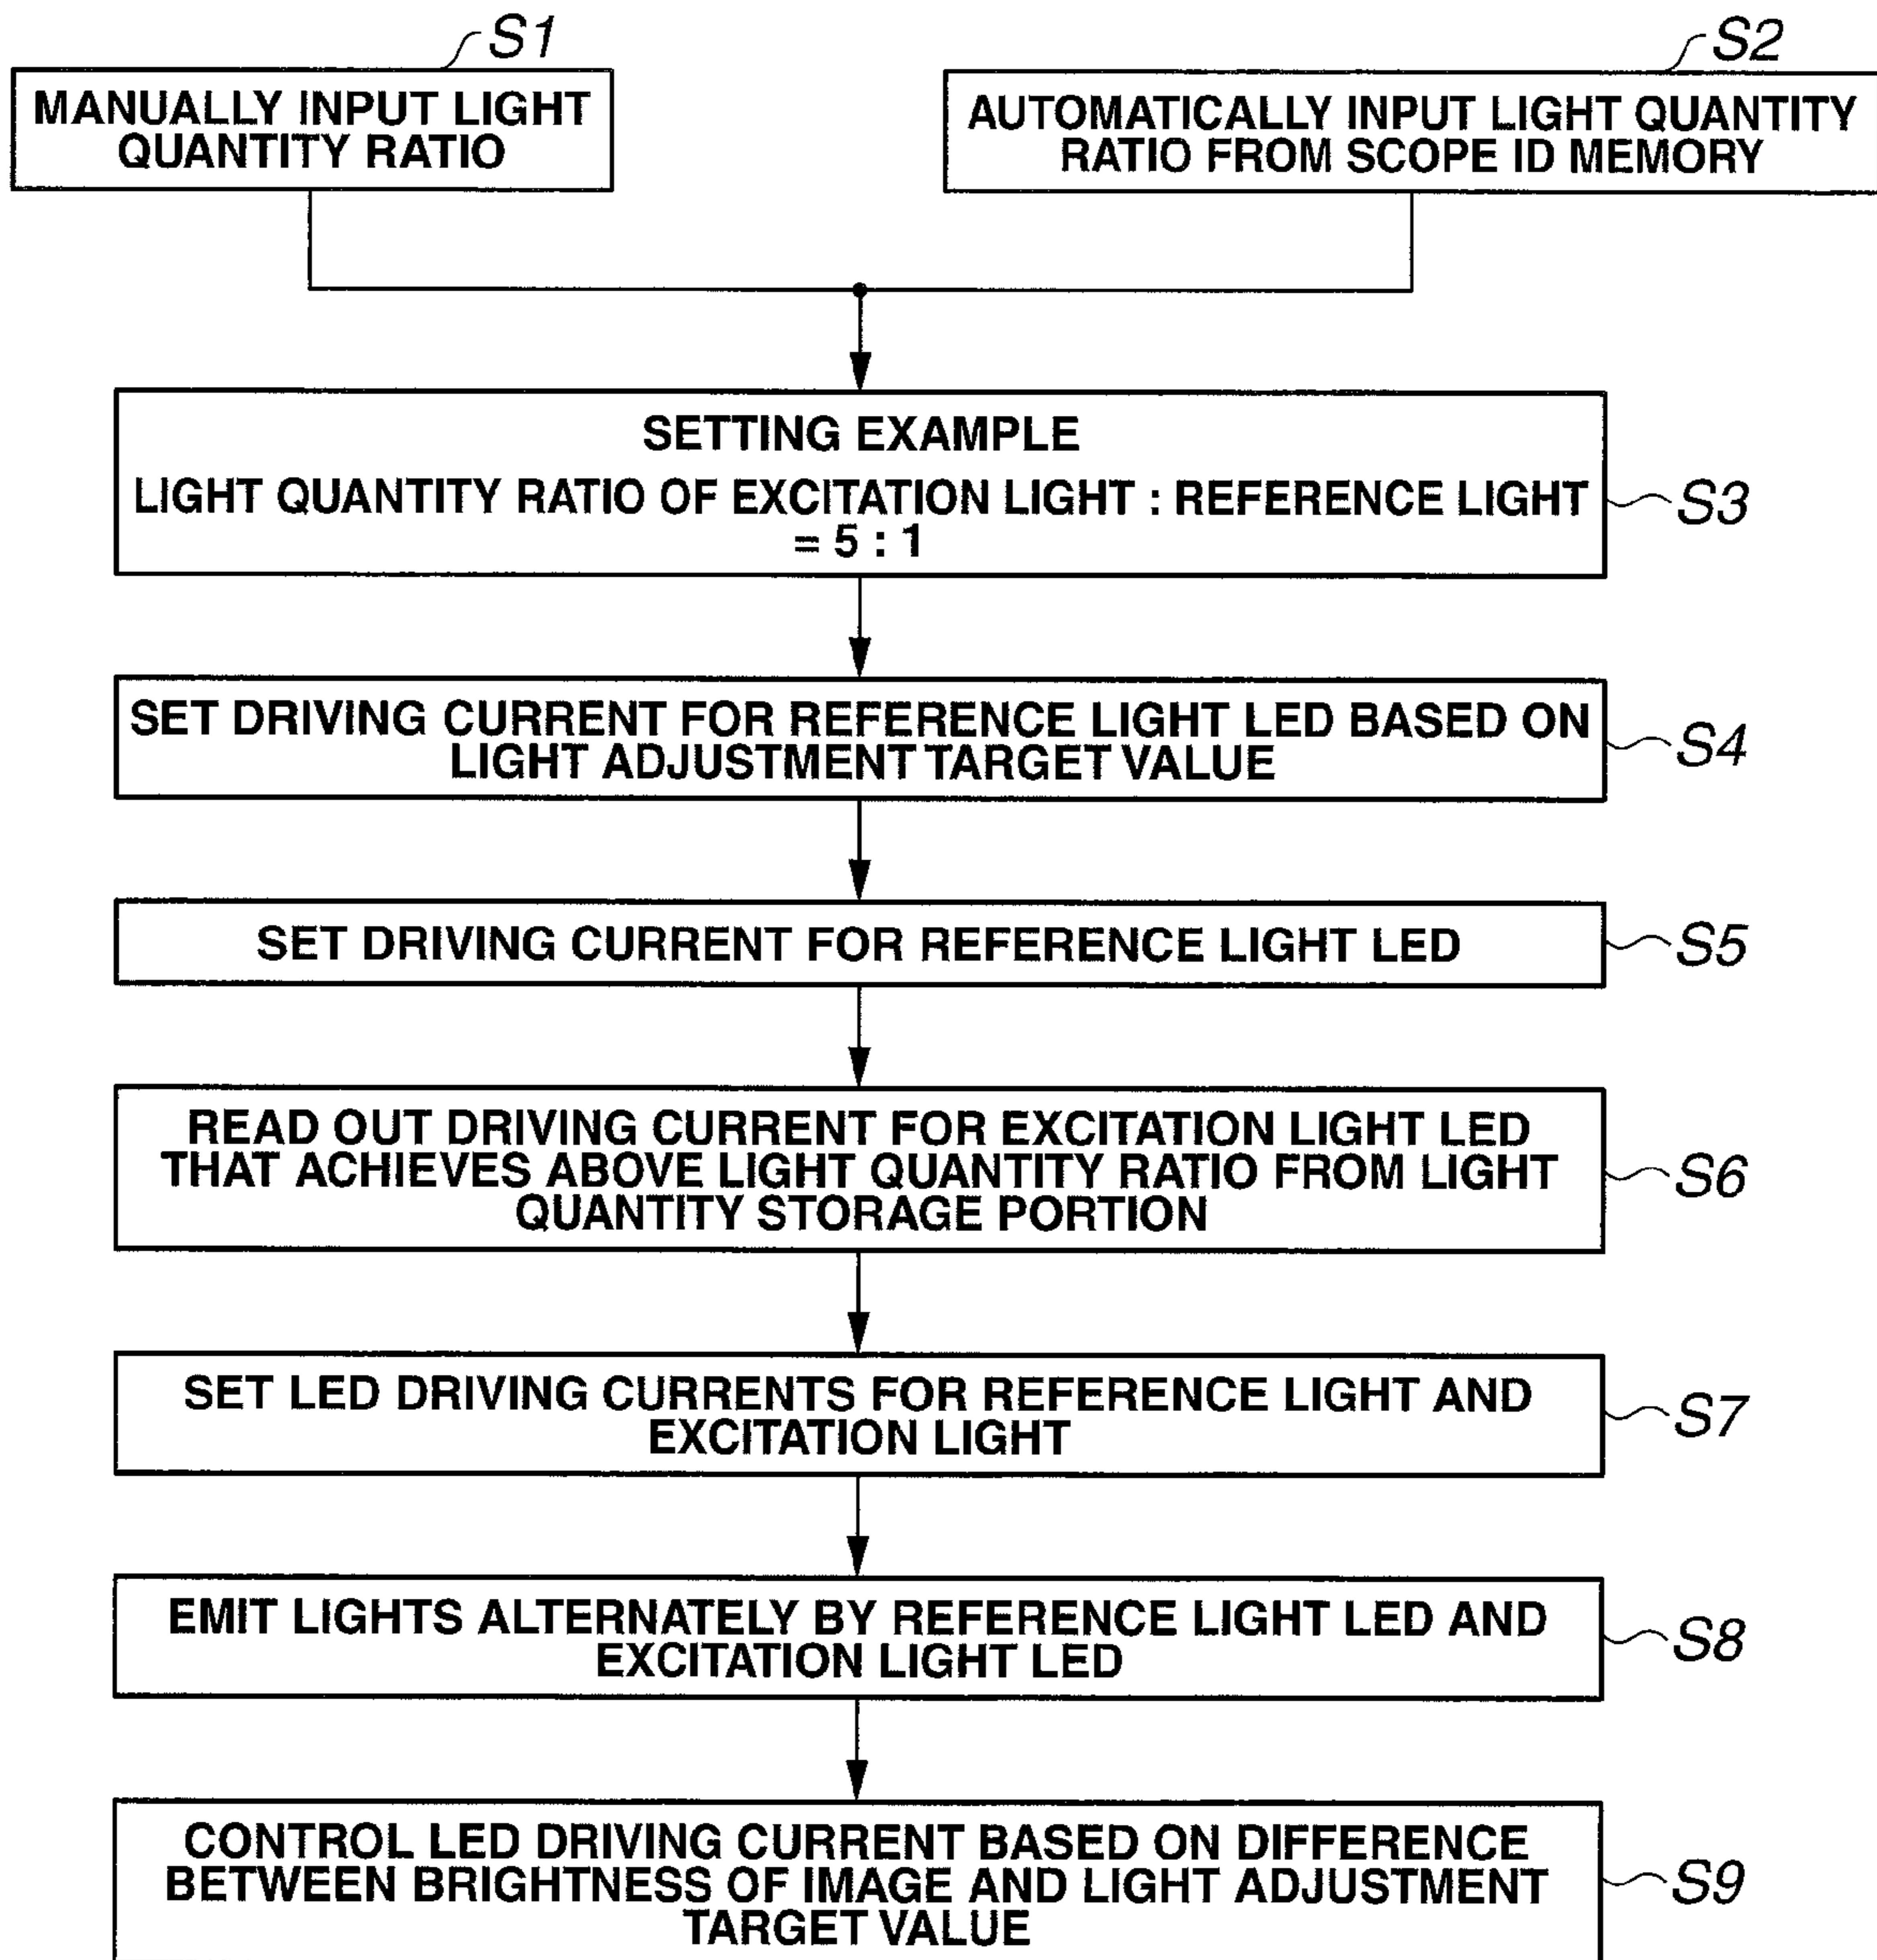 S1
MANUALLY INPUT LIGHT
QUANTITY RATIO
S2
AUTOMATICALLY INPUT LIGHT QUANTITY
RATIO FROM SCOPE ID MEMORY
SETTING EXAMPLE
LIGHT QUANTITY RATIO OF EXCITATION LIGHT : REFERENCE LIGHT
= 5 : 1
S3
SET DRIVING CURRENT FOR REFERENCE LIGHT LED BASED ON
LIGHT ADJUSTMENT TARGET VALUE
S4
SET DRIVING CURRENT FOR REFERENCE LIGHT LED
S5
READ OUT DRIVING CURRENT FOR EXCITATION LIGHT LED
THAT ACHIEVES ABOVE LIGHT QUANTITY RATIO FROM LIGHT
QUANTITY STORAGE PORTION
S6
SET LED DRIVING CURRENTS FOR REFERENCE LIGHT AND
EXCITATION LIGHT
S7
EMIT LIGHTS ALTERNATELY BY REFERENCE LIGHT LED AND
EXCITATION LIGHT LED
S8
CONTROL LED DRIVING CURRENT BASED ON DIFFERENCE
BETWEEN BRIGHTNESS OF IMAGE AND LIGHT ADJUSTMENT
TARGET VALUE
S9